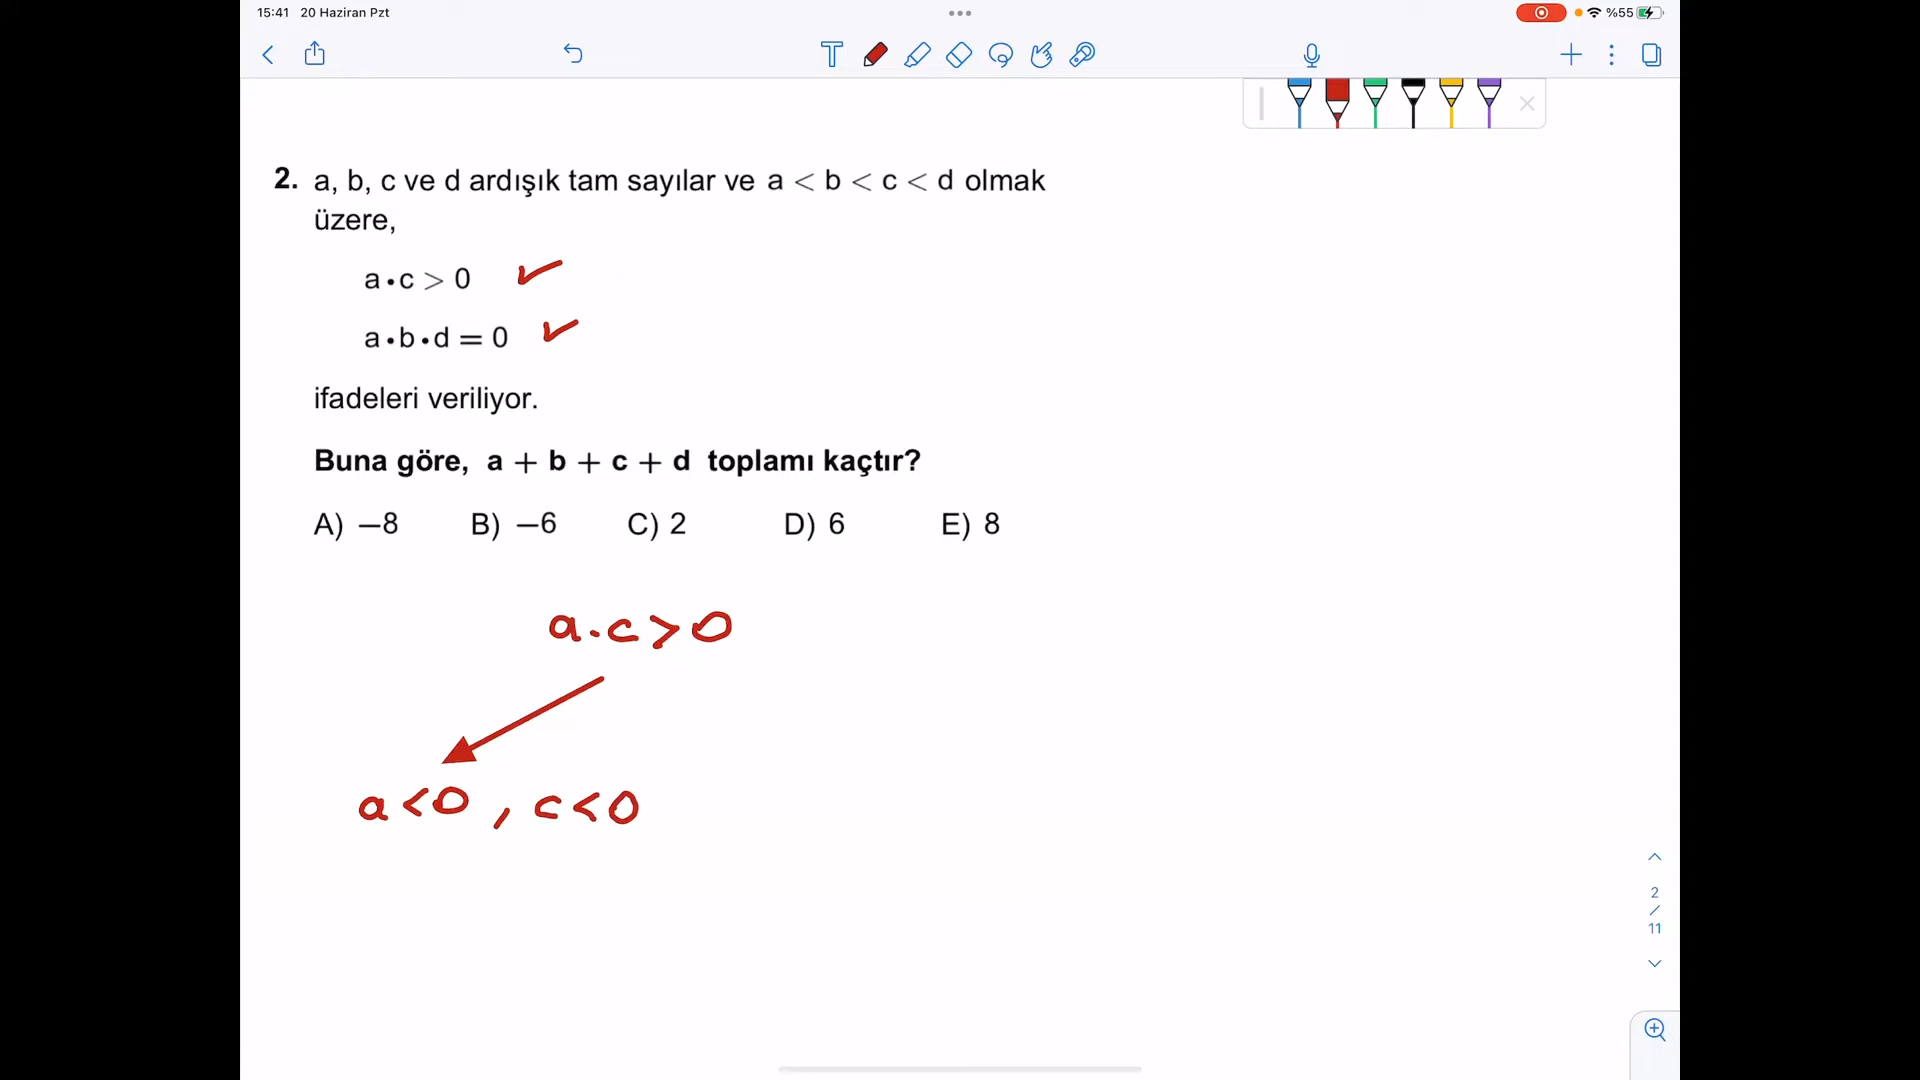 15:41 20 Haziran Pzt
%55
2. a, b, c ve d ardışık tam sayılar ve a < b < c < d olmak
üzere,
a • c > 0
a • b • d = 0
ifadeleri veriliyor.
Buna göre, a + b + c + d toplamı kaçtır?
A) −8 B) −6 C) 2 D) 6 E) 8
a . c > 0
a < 0 , c < 0
2
/
11